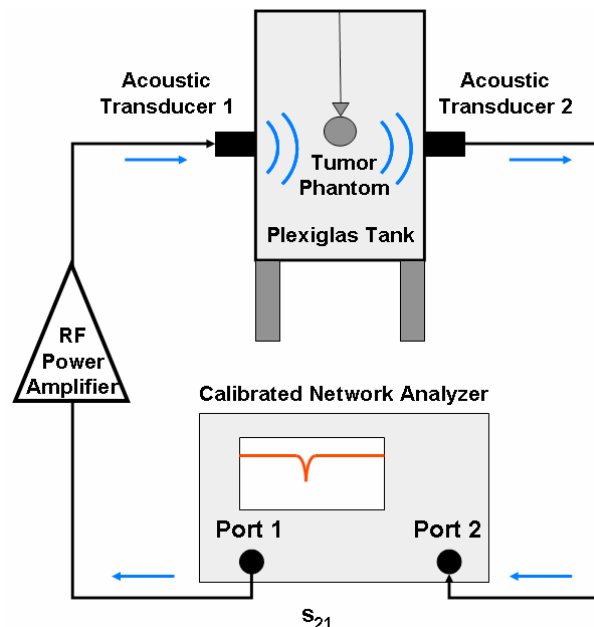 Acoustic
Transducer 1
Acoustic
Transducer 2
Tumor
Phantom
Plexiglas Tank
RF
Power
Amplifier
Calibrated Network Analyzer
Port 1
Port 2
S21